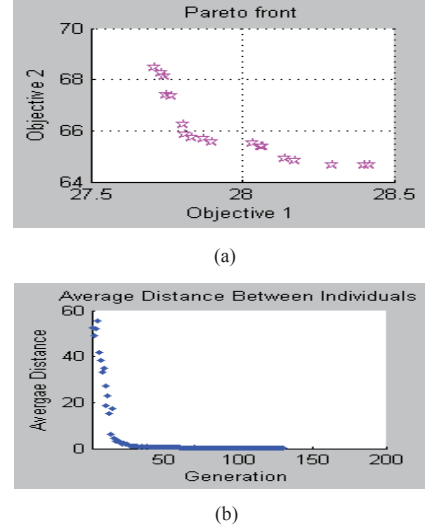 Pareto front
70
68
66
64
Objective 2
27.5 28 28.5
Objective 1
(a)
Average Distance Between Individuals
60
40
20
0
Avergae Distance
50 100 150 200
Generation
(b)